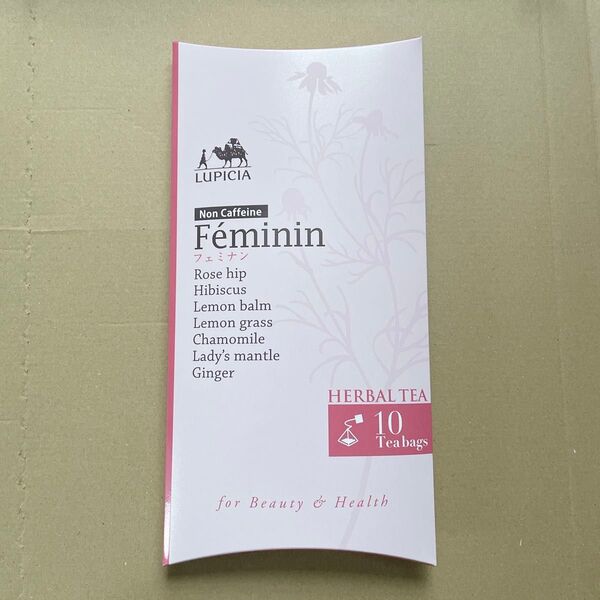 LUPICIA
Non Caffeine
Féminin
フェミナン
Rose hip
Hibiscus
Lemon balm
Lemon grass
Chamomile
Lady's mantle
Ginger
HERBAL TEA
10
Tea bags
for Beauty & Health